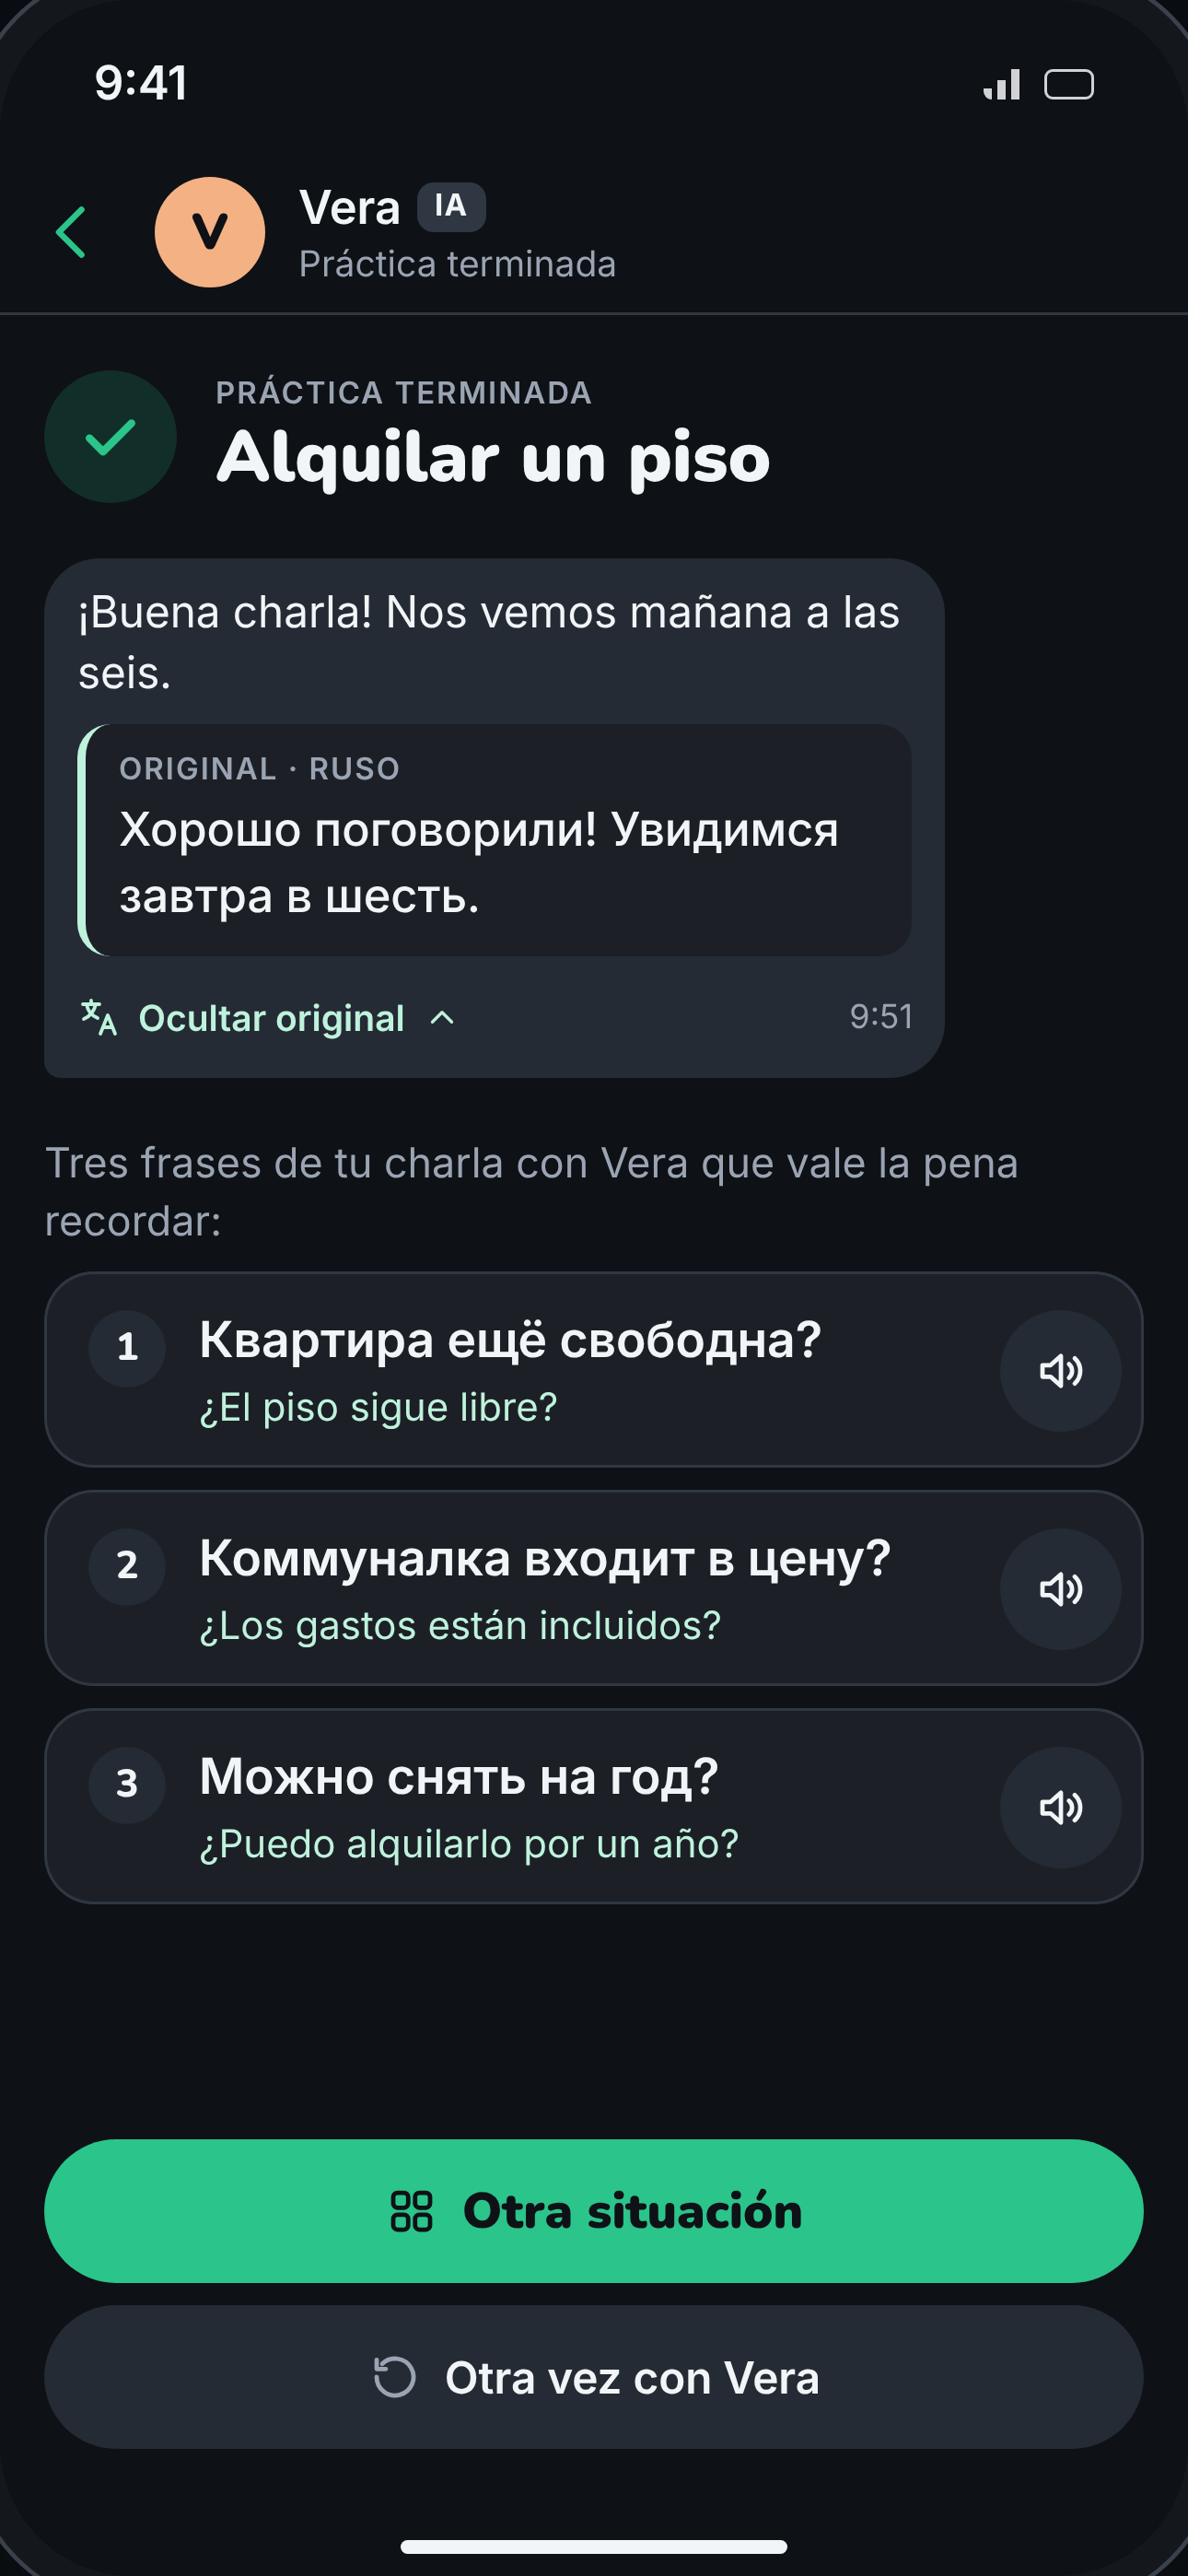 9:41
V
Vera IA
Práctica terminada
PRÁCTICA TERMINADA
Alquilar un piso
¡Buena charla! Nos vemos mañana a las
seis.
ORIGINAL · RUSO
Хорошо поговорили! Увидимся
завтра в шесть.
Ocultar original
9:51
Tres frases de tu charla con Vera que vale la pena
recordar:
1
Квартира ещё свободна?
¿El piso sigue libre?
2
Коммуналка входит в цену?
¿Los gastos están incluidos?
3
Можно снять на год?
¿Puedo alquilarlo por un año?
Otra situación
Otra vez con Vera